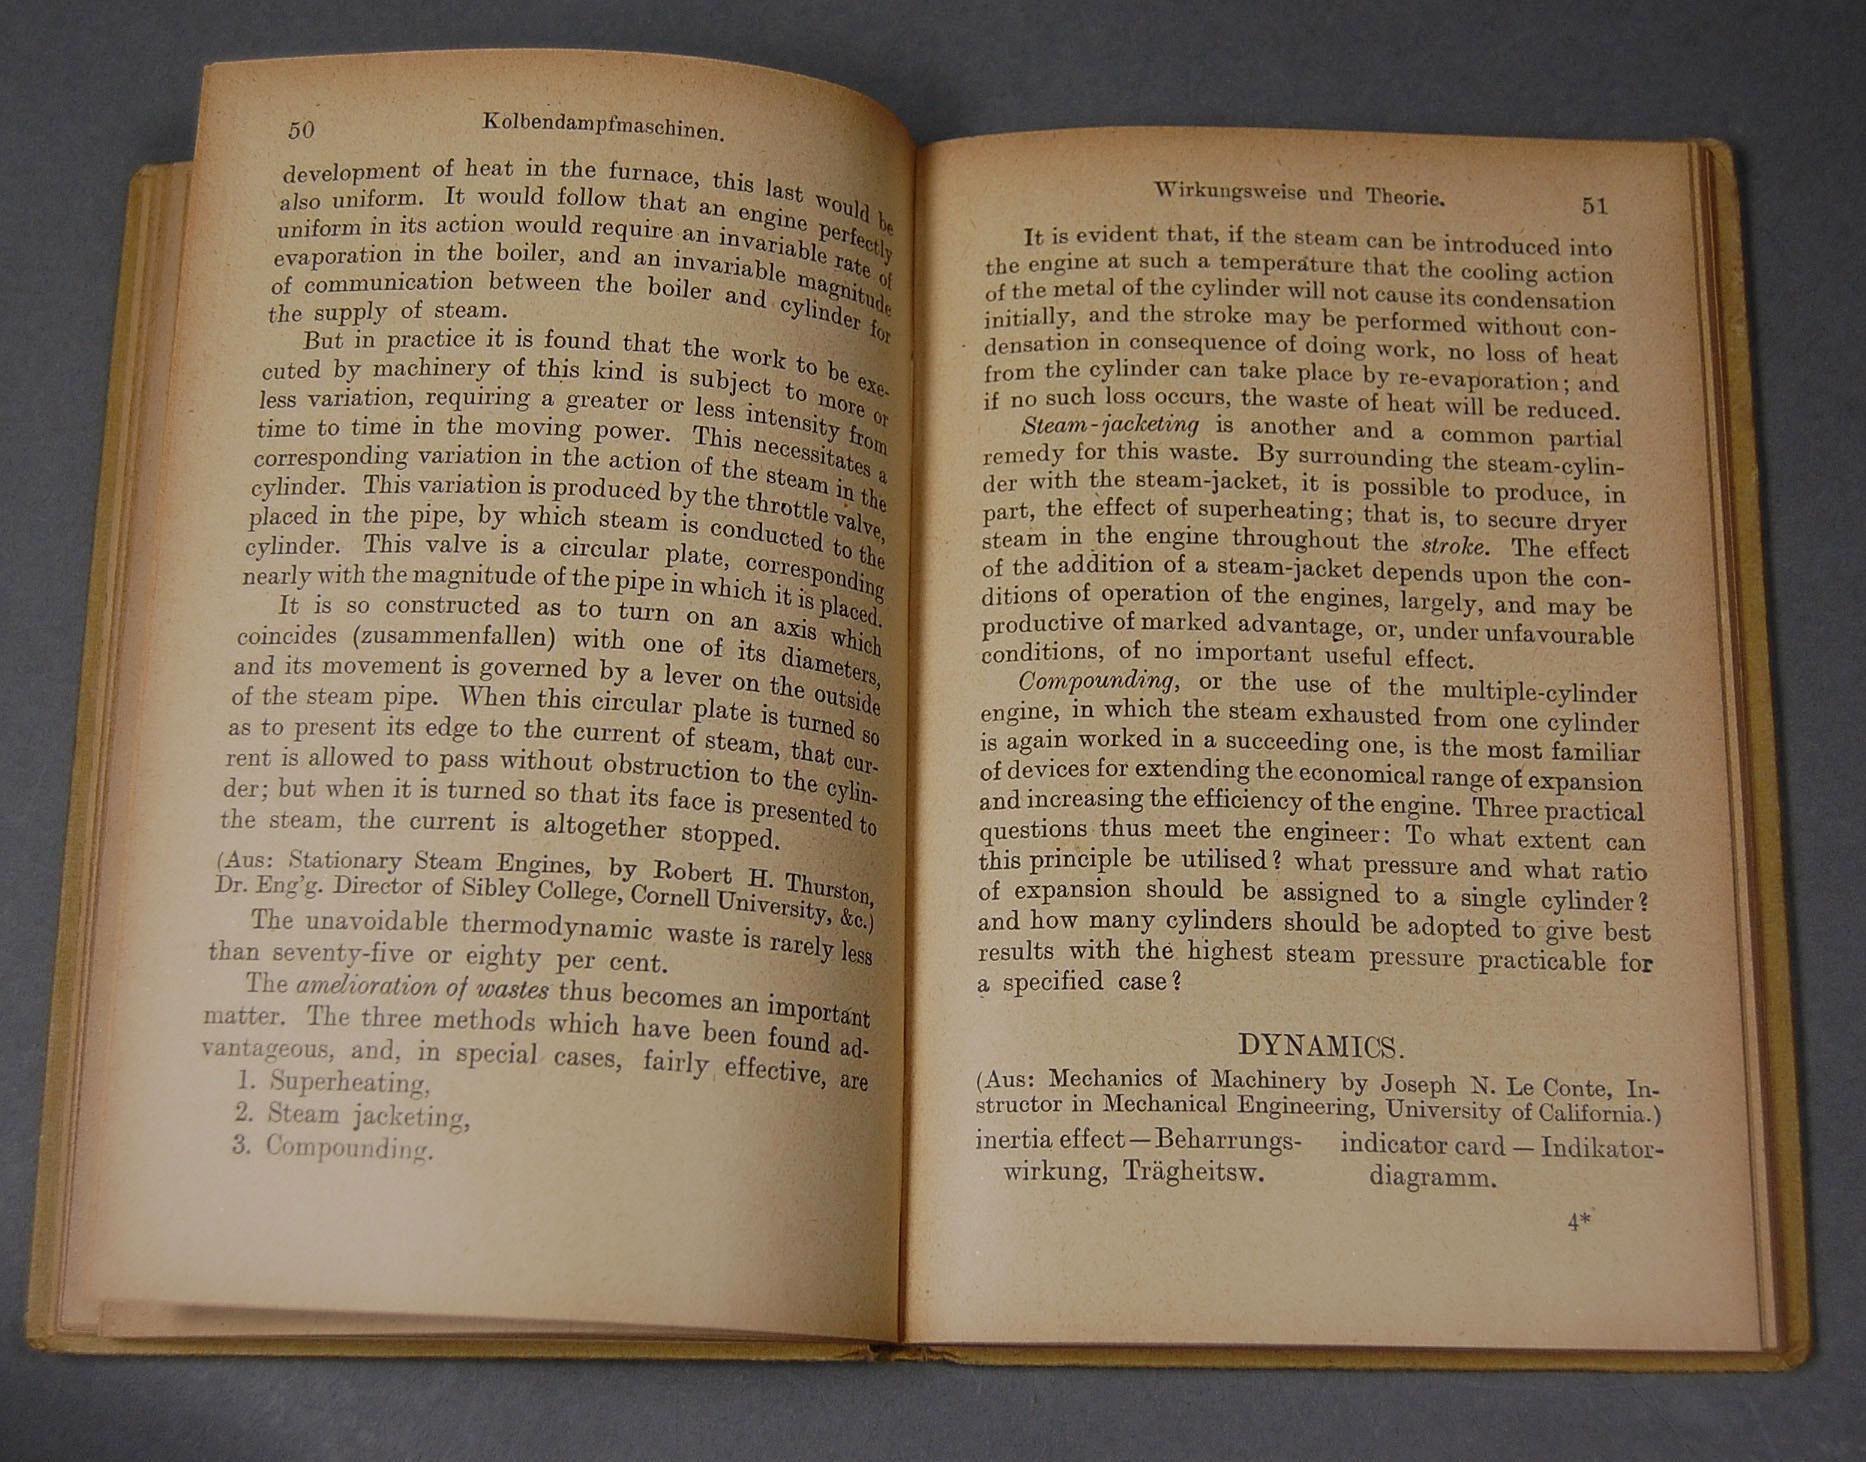 50
Kolbendampfmaschinen.
development of heat in the furnace, this last would be
also uniform. It would follow that an engine perfectly
uniform in its action would require an invariable rate of
evaporation in the boiler, and an invariable magnitude
of communication between the boiler and cylinder for
the supply of steam.
But in practice it is found that the work to be exe-
cuted by machinery of this kind is subject to more or
less variation, requiring a greater or less intensity from
time to time in the moving power. This necessitates a
corresponding variation in the action of the steam in the
cylinder. This variation is produced by the throttle valve,
placed in the pipe, by which steam is conducted to the
cylinder. This valve is a circular plate, corresponding
nearly with the magnitude of the pipe in which it is placed.
It is so constructed as to turn on an axis which
coincides (zusammenfallen) with one of its diameters,
and its movement is governed by a lever on the outside
of the steam pipe. When this circular plate is turned so
as to present its edge to the current of steam, that cur-
rent is allowed to pass without obstruction to the cylin-
der; but when it is turned so that its face is presented to
the steam, the current is altogether stopped.
(Aus: Stationary Steam Engines, by Robert H. Thurston,
Dr. Eng'g. Director of Sibley College, Cornell University, &c.)
The unavoidable thermodynamic waste is rarely less
than seventy-five or eighty per cent.
The amelioration of wastes thus becomes an important
matter. The three methods which have been found ad-
vantageous, and, in special cases, fairly effective, are
1. Superheating,
2. Steam jacketing,
3. Compounding.
Wirkungsweise und Theorie.
51
It is evident that, if the steam can be introduced into
the engine at such a temperature that the cooling action
of the metal of the cylinder will not cause its condensation
initially, and the stroke may be performed without con-
densation in consequence of doing work, no loss of heat
from the cylinder can take place by re-evaporation; and
if no such loss occurs, the waste of heat will be reduced.
Steam-jacketing is another and a common partial
remedy for this waste. By surrounding the steam-cylin-
der with the steam-jacket, it is possible to produce, in
part, the effect of superheating; that is, to secure dryer
steam in the engine throughout the stroke. The effect
of the addition of a steam-jacket depends upon the con-
ditions of operation of the engines, largely, and may be
productive of marked advantage, or, under unfavourable
conditions, of no important useful effect.
Compounding, or the use of the multiple-cylinder
engine, in which the steam exhausted from one cylinder
is again worked in a succeeding one, is the most familiar
of devices for extending the economical range of expansion
and increasing the efficiency of the engine. Three practical
questions thus meet the engineer: To what extent can
this principle be utilised? what pressure and what ratio
of expansion should be assigned to a single cylinder?
and how many cylinders should be adopted to give best
results with the highest steam pressure practicable for
a specified case?
DYNAMICS.
(Aus: Mechanics of Machinery by Joseph N. Le Conte, In-
structor in Mechanical Engineering, University of California.)
inertia effect—Beharrungs-
wirkung, Trägheitsw.
indicator card — Indikator-
diagramm.
4*